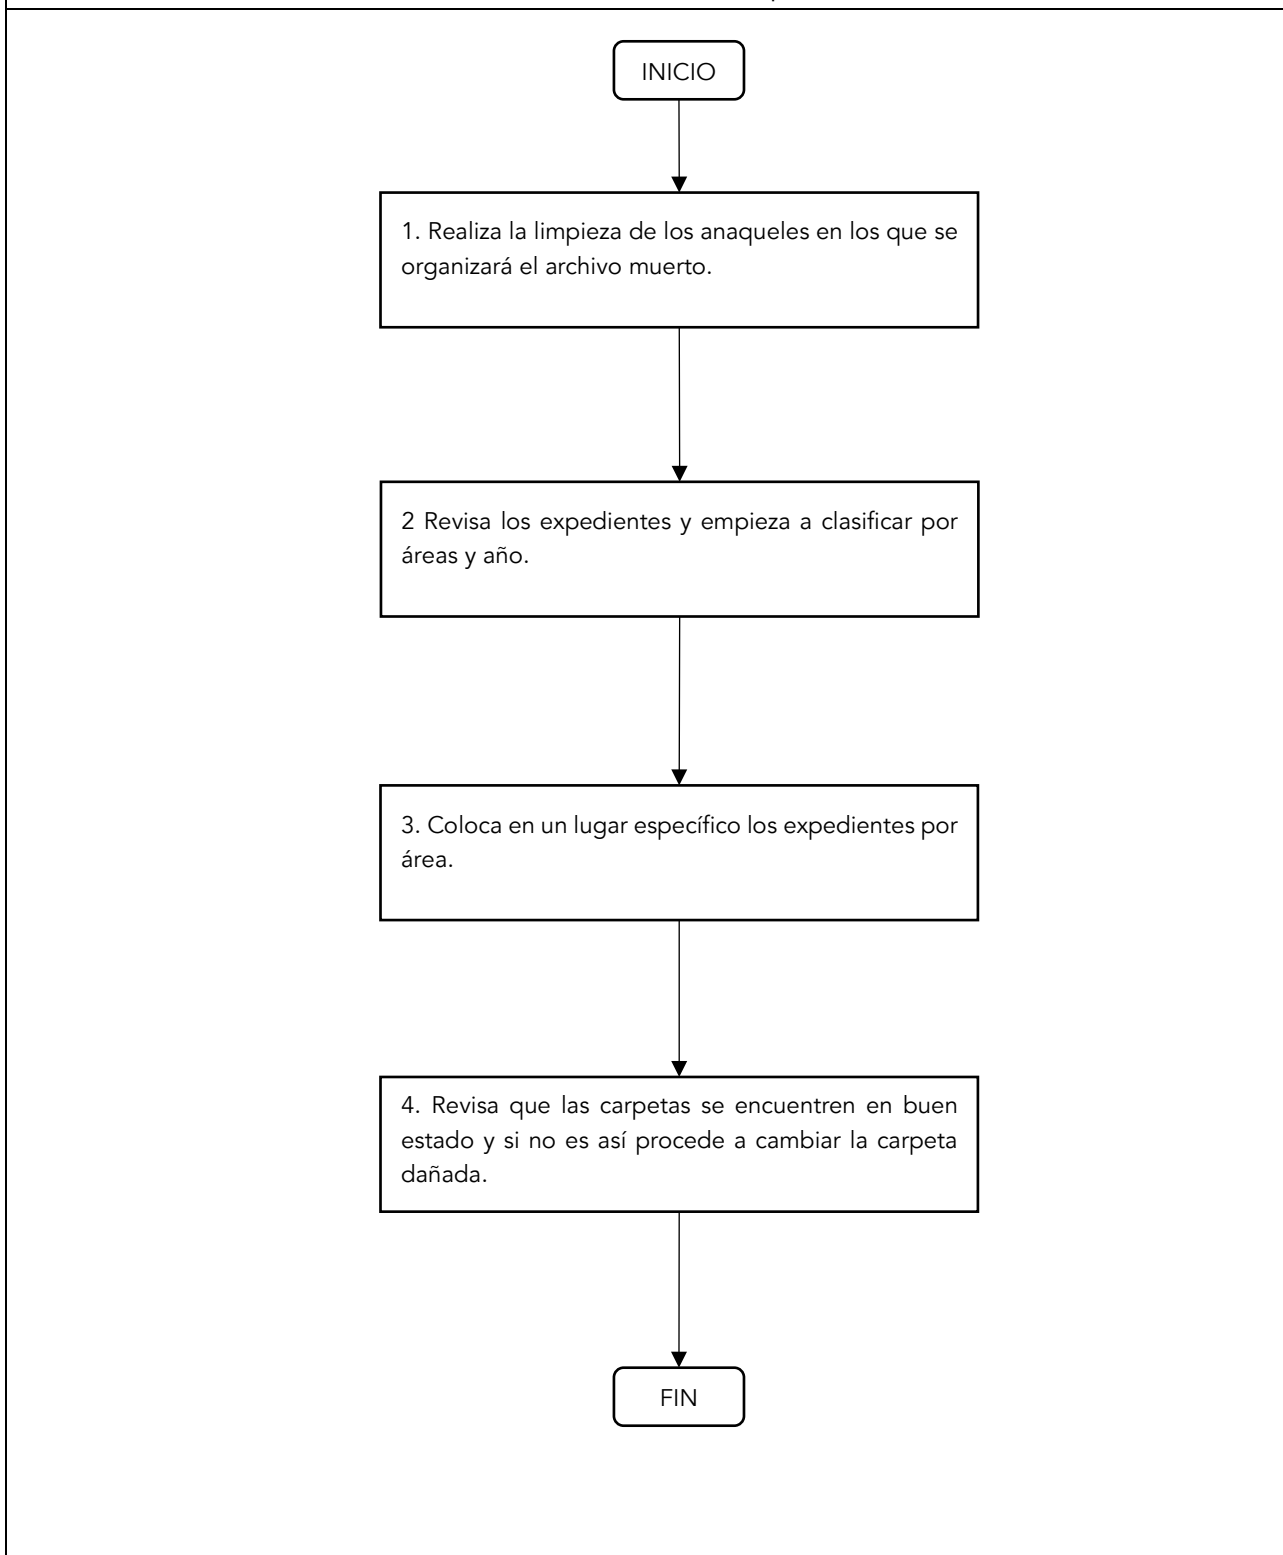 INICIO
1. Realiza la limpieza de los anaqueles en los que se
organizará el archivo muerto.
2 Revisa los expedientes y empieza a clasificar por
áreas y año.
3. Coloca en un lugar específico los expedientes por
área.
4. Revisa que las carpetas se encuentren en buen
estado y si no es así procede a cambiar la carpeta
dañada.
FIN